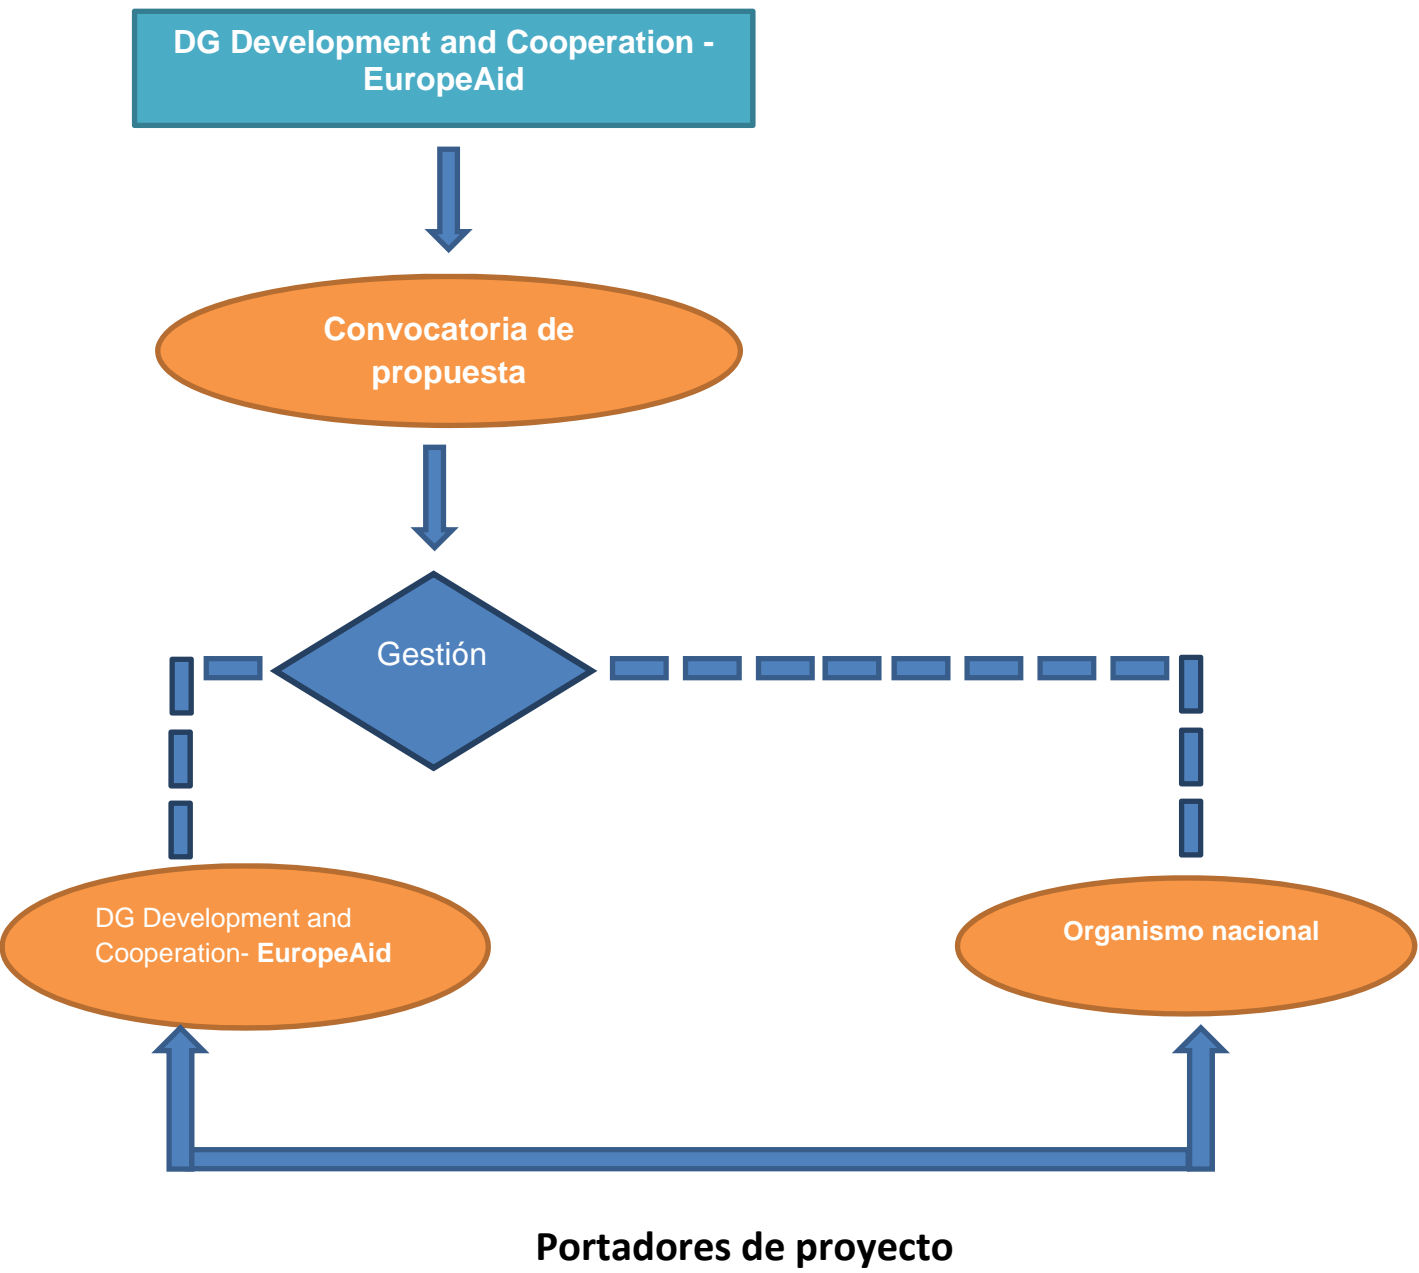 DG Development and Cooperation -
EuropeAid
Convocatoria de
propuesta
Gestión
DG Development and
Cooperation- EuropeAid
Organismo nacional
Portadores de proyecto